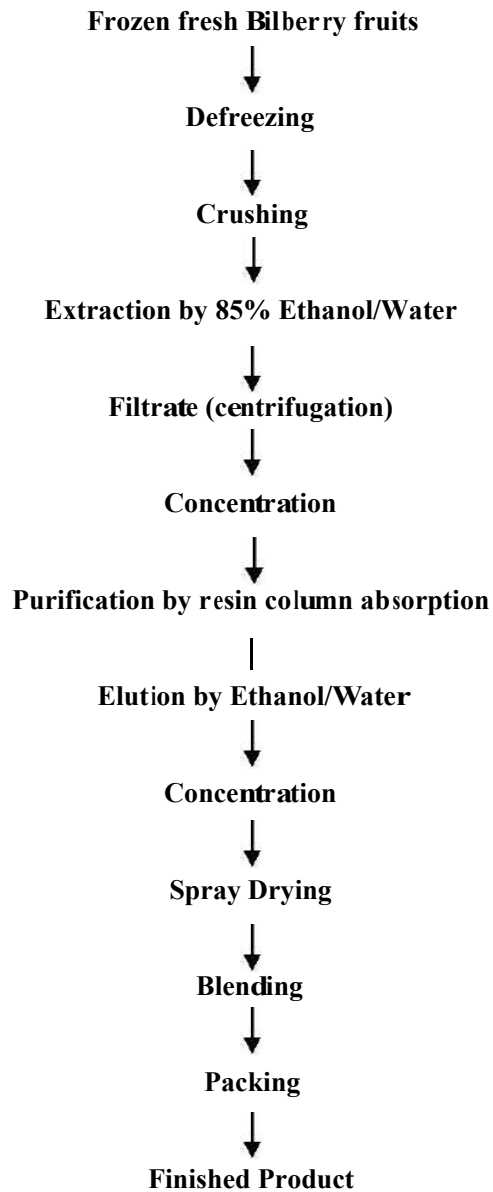 Frozen fresh Bilberry fruits
Defreezing
Crushing
Extraction by 85% Ethanol/Water
Filtrate (centrifugation)
Concentration
Purification by resin column absorption
Elution by Ethanol/Water
Concentration
Spray Drying
Blending
Packing
Finished Product